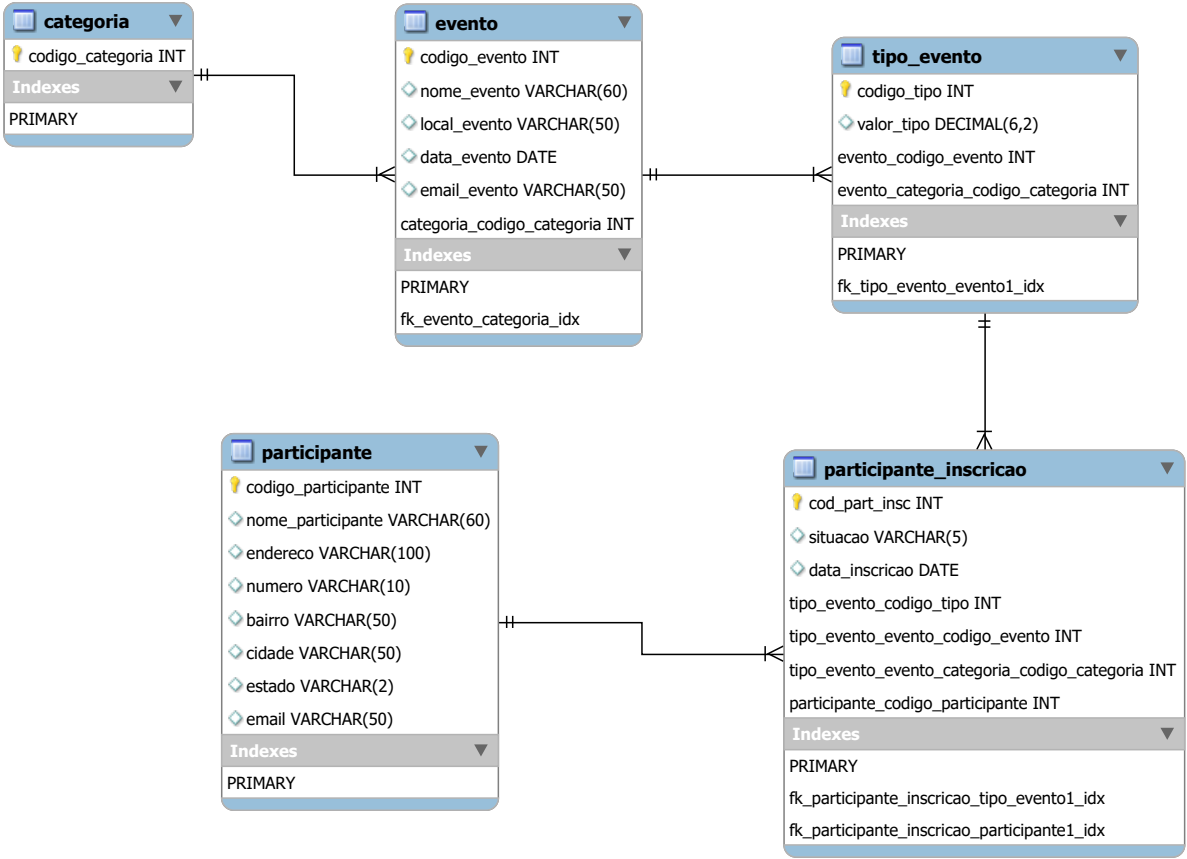 categoria
codigo_categoria INT
Indexes
PRIMARY
evento
codigo_evento INT
nome_evento VARCHAR(60)
local_evento VARCHAR(50)
data_evento DATE
email_evento VARCHAR(50)
categoria_codigo_categoria INT
Indexes
PRIMARY
fk_evento_categoria_idx
tipo_evento
codigo_tipo INT
valor_tipo DECIMAL(6,2)
evento_codigo_evento INT
evento_categoria_codigo_categoria INT
Indexes
PRIMARY
fk_tipo_evento_evento1_idx
participante
codigo_participante INT
nome_participante VARCHAR(60)
endereco VARCHAR(100)
numero VARCHAR(10)
bairro VARCHAR(50)
cidade VARCHAR(50)
estado VARCHAR(2)
email VARCHAR(50)
Indexes
PRIMARY
participante_inscricao
cod_part_insc INT
situacao VARCHAR(5)
data_inscricao DATE
tipo_evento_codigo_tipo INT
tipo_evento_evento_codigo_evento INT
tipo_evento_evento_categoria_codigo_categoria INT
participante_codigo_participante INT
Indexes
PRIMARY
fk_participante_inscricao_tipo_evento1_idx
fk_participante_inscricao_participante1_idx